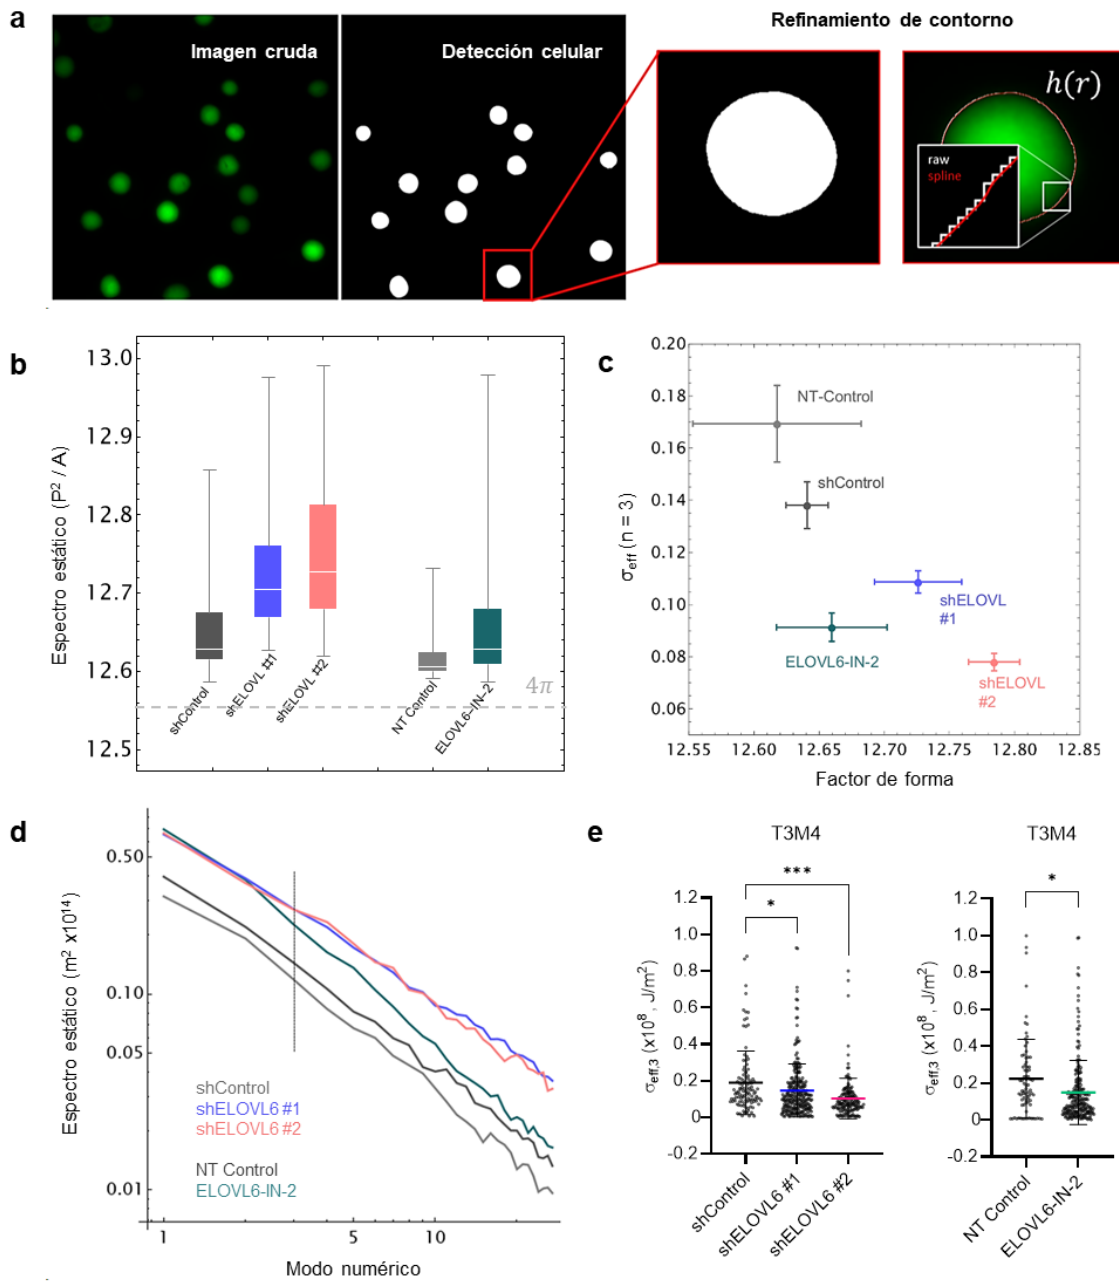 a
Refinamiento de contorno
Imagen cruda
Detección celular
h(r)
raw
spline
b
Espectro estático (P² / A)
13.0
12.9
12.8
12.7
12.6
12.5
4π
shControl
shELOVL #1
shELOVL #2
NT Control
ELOVL6-IN-2
c
σeff (n = 3)
0.20
0.18
0.16
0.14
0.12
0.10
0.08
0.06
NT-Control
shControl
shELOVL
#1
ELOVL6-IN-2
shELOVL
#2
12.55 12.60 12.65 12.70 12.75 12.80 12.85
Factor de forma
d
Espectro estático (m² x10¹⁴)
0.50
0.10
0.05
0.01
shControl
shELOVL6 #1
shELOVL6 #2
NT Control
ELOVL6-IN-2
1 5 10
Modo numérico
e
T3M4
***
*
σeff,3 (x10⁸, J/m²)
1.2
1.0
0.8
0.6
0.4
0.2
0
-0.2
shControl
shELOVL6 #1
shELOVL6 #2
T3M4
*
σeff,3 (x10⁸, J/m²)
1.2
1.0
0.8
0.6
0.4
0.2
0
-0.2
NT Control
ELOVL6-IN-2